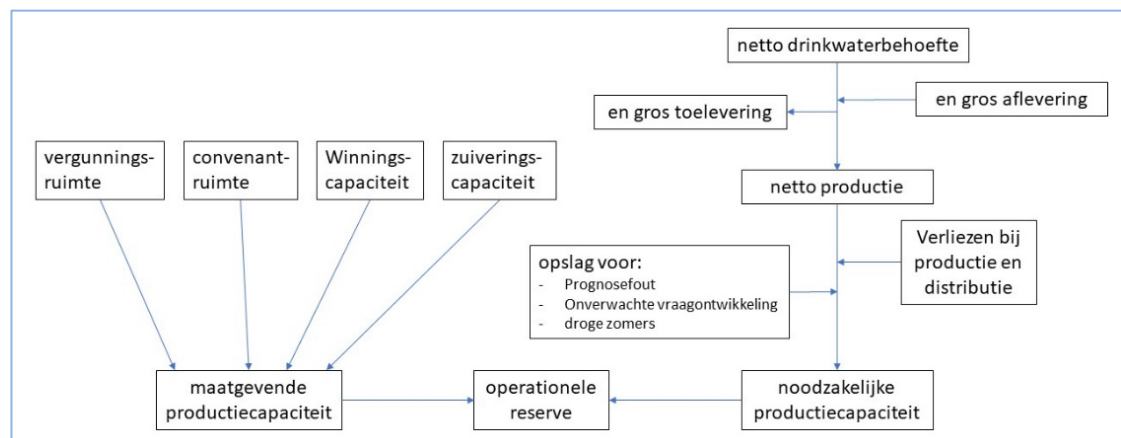 netto drinkwaterbehoefte
en gros toelevering
en gros aflevering
vergunnings-
ruimte
convenant-
ruimte
Winnings-
capaciteit
zuiverings-
capaciteit
netto productie
Verliezen bij
productie en
distributie
opslag voor:
- Prognosefout
- Onverwachte vraagontwikkeling
- droge zomers
maatgevende
productiecapaciteit
operationele
reserve
noodzakelijke
productiecapaciteit